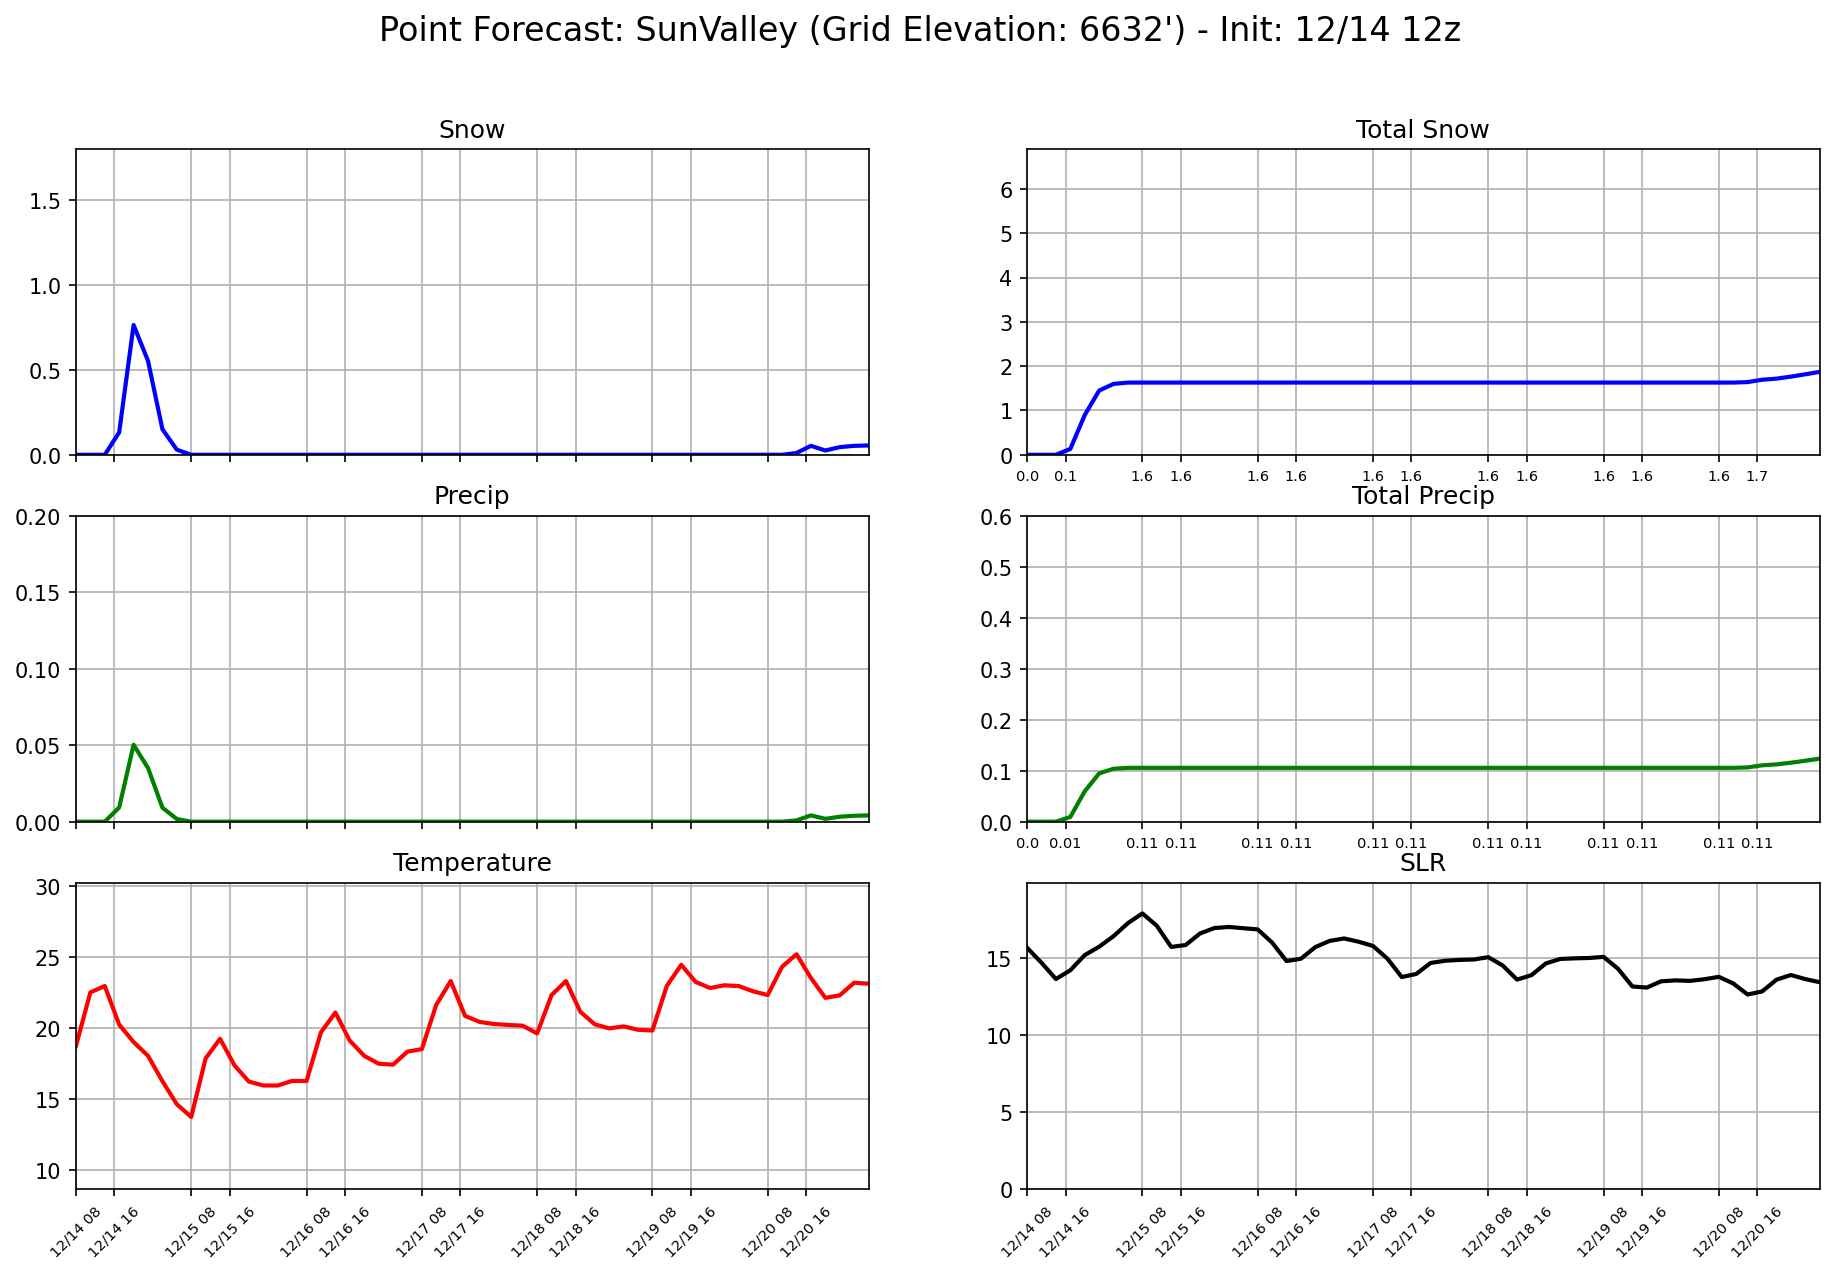 Point Forecast: SunValley (Grid Elevation: 6632') - Init: 12/14 12z
Snow
1.5
1.0
0.5
0.0
Total Snow
6
5
4
3
2
1
0
0.0 0.1 1.6 1.6 1.6 1.6 1.6 1.6 1.6 1.6 1.6 1.6 1.6 1.7
Precip
0.20
0.15
0.10
0.05
0.00
Total Precip
0.6
0.5
0.4
0.3
0.2
0.1
0.0
0.0 0.01 0.11 0.11 0.11 0.11 0.11 0.11 0.11 0.11 0.11 0.11 0.11 0.11
Temperature
30
25
20
15
10
12/14 08 12/14 16 12/15 08 12/15 16 12/16 08 12/16 16 12/17 08 12/17 16 12/18 08 12/18 16 12/19 08 12/19 16 12/20 08 12/20 16
SLR
15
10
5
0
12/14 08 12/14 16 12/15 08 12/15 16 12/16 08 12/16 16 12/17 08 12/17 16 12/18 08 12/18 16 12/19 08 12/19 16 12/20 08 12/20 16